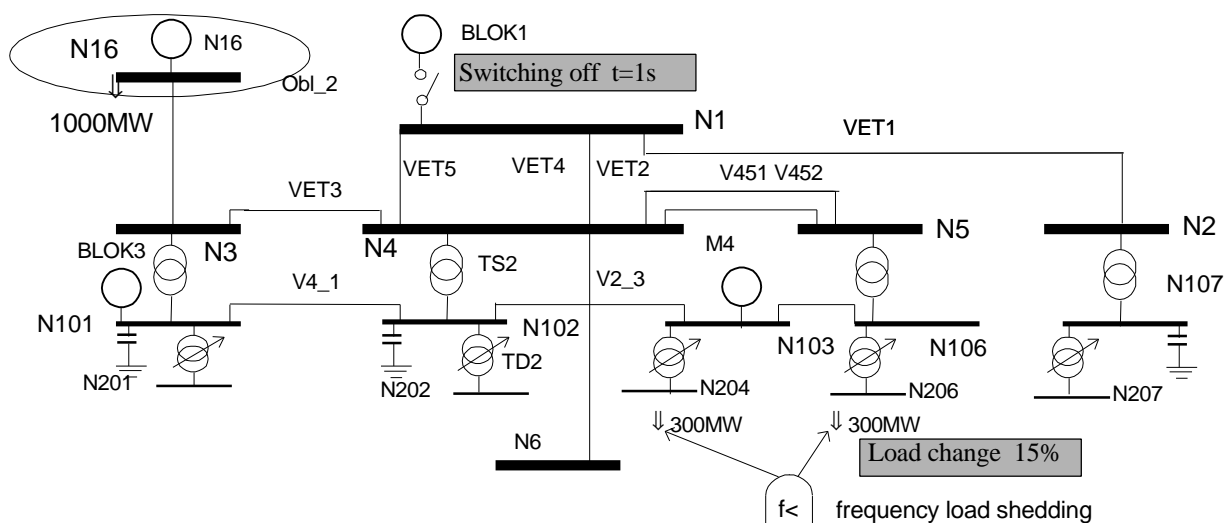 N16
N16
BLOK1
Switching off t=1s
Obl_2
1000MW
N1
VET1
VET5
VET4
VET2
V451 V452
VET3
N3
N4
N5
N2
BLOK3
TS2
M4
V4_1
V2_3
N107
N101
N102
N103
N106
TD2
N201
N202
N204
N206
N207
300MW
300MW
N6
Load change 15%
f<
frequency load shedding